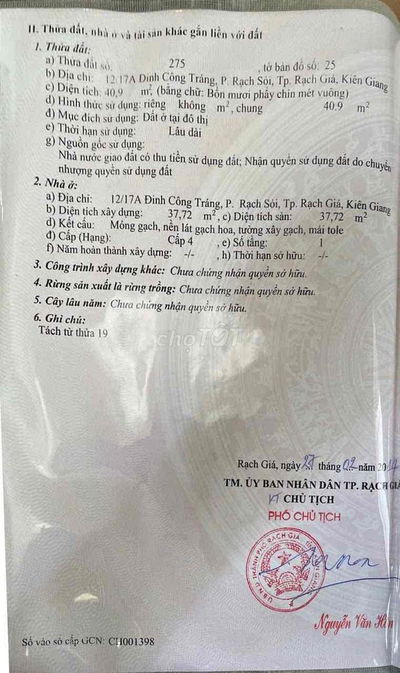 II. Thửa đất, nhà ở và tài sản khác gắn liền với đất
1. Thửa đất:
a) Thửa đất số: 275 , tờ bản đồ số: 25
b) Địa chỉ: 12/17A Đinh Công Tráng, P. Rạch Sỏi, Tp. Rạch Giá, Kiên Giang
c) Diện tích: 40,9 m², (bằng chữ: Bốn mươi phẩy chín mét vuông)
d) Hình thức sử dụng: riêng không m², chung 40.9 m²
đ) Mục đích sử dụng: Đất ở tại đô thị
e) Thời hạn sử dụng: Lâu dài
g) Nguồn gốc sử dụng:
Nhà nước giao đất có thu tiền sử dụng đất; Nhận quyền sử dụng đất do chuyển
nhượng quyền sử dụng đất
2. Nhà ở:
a) Địa chỉ: 12/17A Đinh Công Tráng, P. Rạch Sỏi, Tp. Rạch Giá, Kiên Giang
b) Diện tích xây dựng: 37,72 m², c) Diện tích sàn: 37,72 m²
d) Kết cấu: Móng gạch, nền lát gạch hoa, tường xây gạch, mái tole
đ) Cấp (Hạng): Cấp 4 , e) Số tầng: 1
f) Năm hoàn thành xây dựng: -/- , h) Thời hạn sở hữu: -/-
3. Công trình xây dựng khác: Chưa chứng nhận quyền sở hữu.
4. Rừng sản xuất là rừng trồng: Chưa chứng nhận quyền sở hữu.
5. Cây lâu năm: Chưa chứng nhận quyền sở hữu.
6. Ghi chú:
Tách từ thửa 19
choTỐT
Rạch Giá, ngày 27 tháng 02 năm
TM. ỦY BAN NHÂN DÂN TP. RẠCH GIÁ
KT CHỦ TỊCH
PHÓ CHỦ TỊCH
Nguyễn Văn
Số vào sổ cấp GCN: CH001398